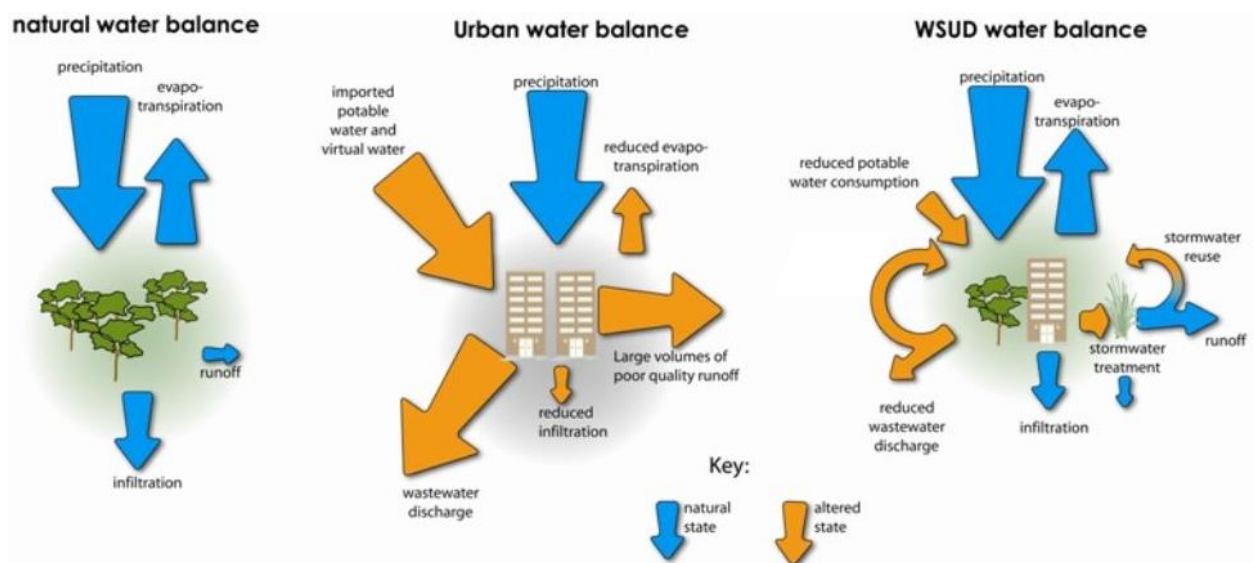 natural water balance
precipitation
evapo-
transpiration
runoff
infiltration
Urban water balance
imported
potable
water and
virtual water
precipitation
reduced evapo-
transpiration
Large volumes of
poor quality runoff
reduced
infiltration
wastewater
discharge
WSUD water balance
precipitation
evapo-
transpiration
reduced potable
water consumption
stormwater
reuse
runoff
stormwater
treatment
reduced
wastewater
discharge
infiltration
Key:
natural
state
altered
state